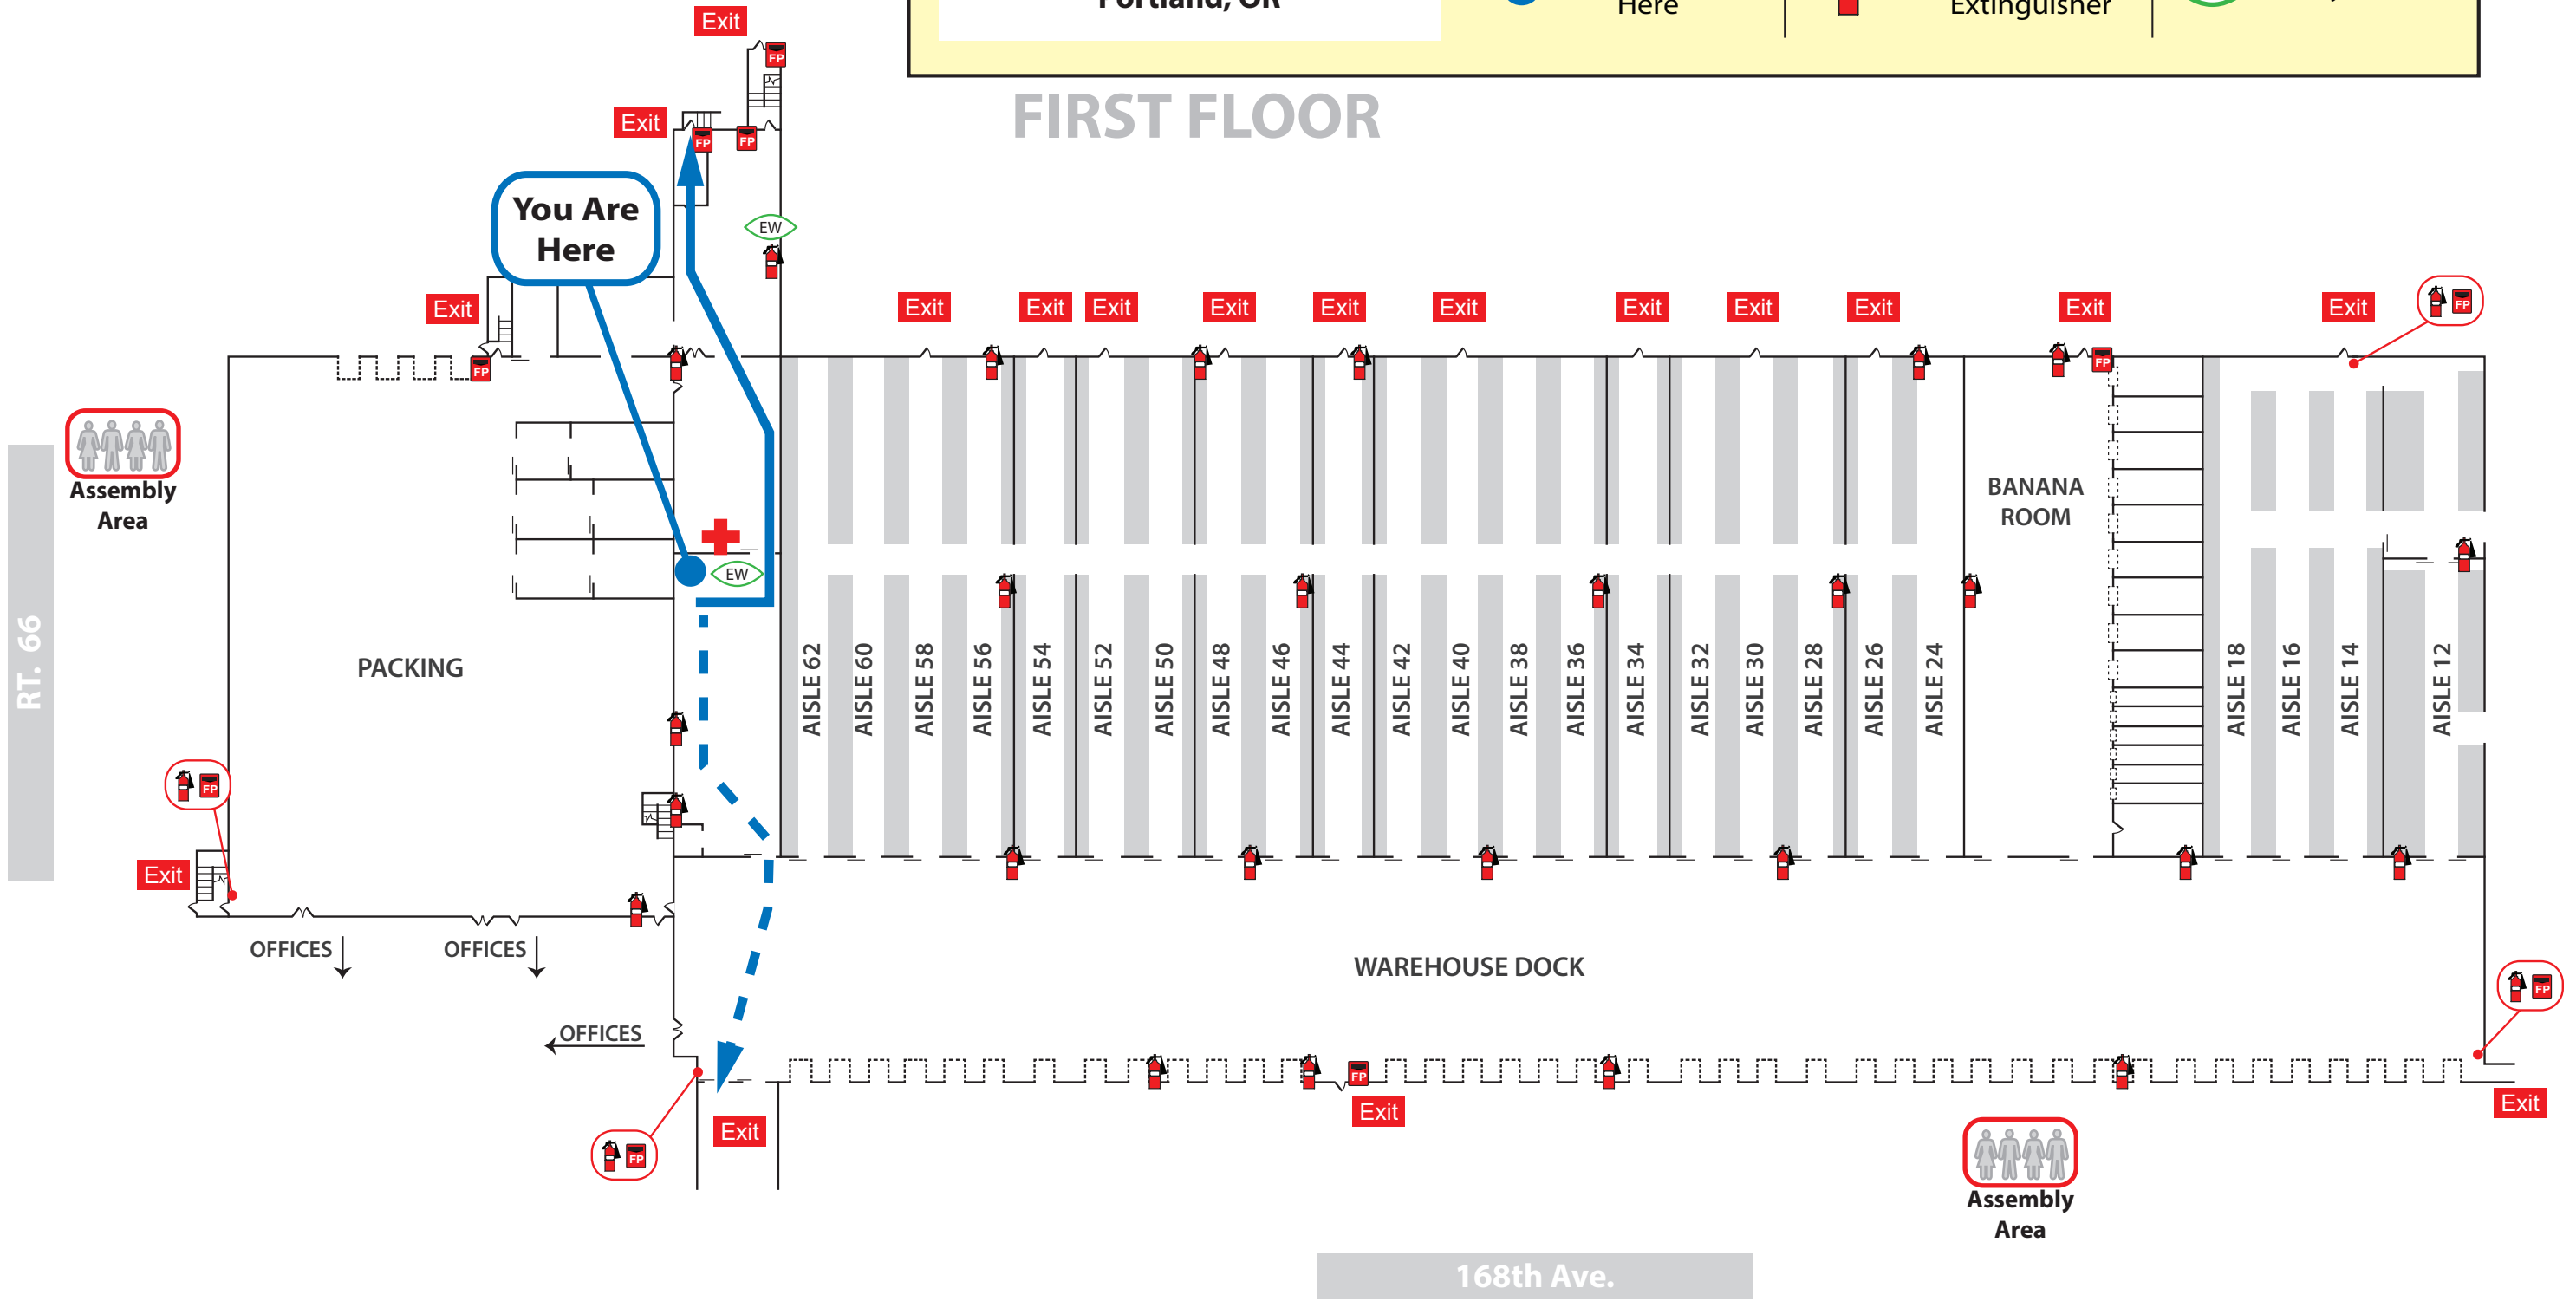 Portland, OR
Here
Extinguisher
Exit
FP
FIRST FLOOR
Exit
FP
FP
You Are
Here
EW
Exit
Exit
Exit
Exit
Exit
Exit
Exit
Exit
Exit
Exit
Exit
Exit
FP
FP
FP
Assembly
Area
BANANA
ROOM
EW
RT. 66
PACKING
AISLE 62
AISLE 60
AISLE 58
AISLE 56
AISLE 54
AISLE 52
AISLE 50
AISLE 48
AISLE 46
AISLE 44
AISLE 42
AISLE 40
AISLE 38
AISLE 36
AISLE 34
AISLE 32
AISLE 30
AISLE 28
AISLE 26
AISLE 24
AISLE 18
AISLE 16
AISLE 14
AISLE 12
FP
Exit
OFFICES
OFFICES
WAREHOUSE DOCK
FP
OFFICES
FP
Exit
Exit
Exit
FP
Assembly
Area
168th Ave.